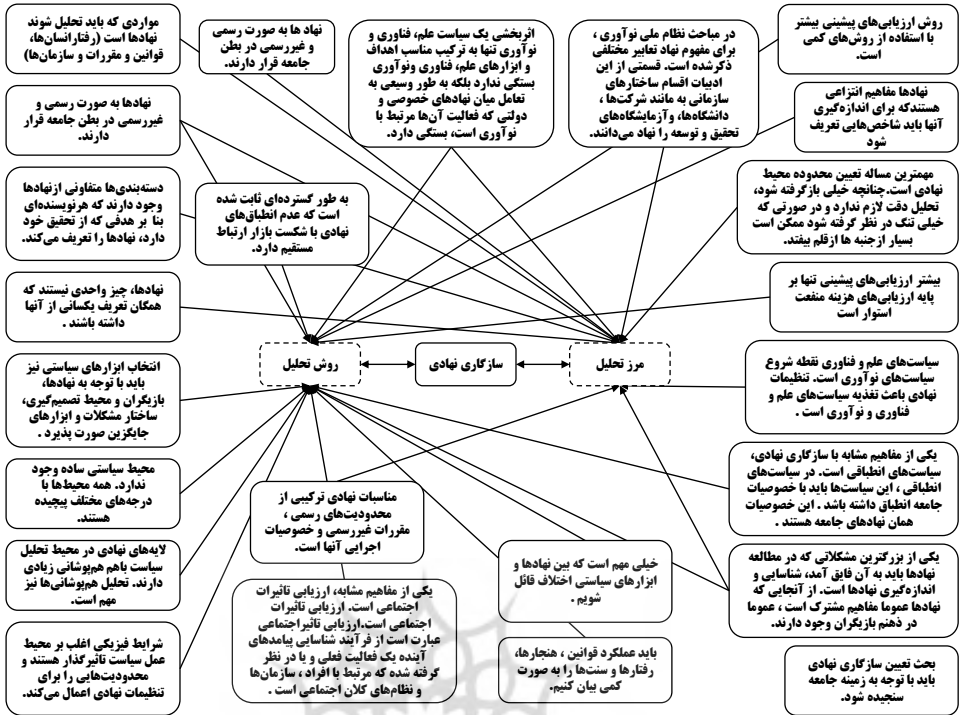 مواردی که باید تحلیل شوند
نهادها است (رفتارانسان‌ها،
قوانین و مقررات و سازمان‌ها)
نهاد ها به صورت رسمی
و غیررسمی در بطن
جامعه قرار دارند.
اثربخشی یک سیاست علم، فناوری و
نوآوری تنها به ترکیب مناسب اهداف
و ابزارهای علم، فناوری ونوآوری و
بستگی ندارد بلکه به طور وسیعی به
تعامل میان نهادهای خصوصی و
دولتی که فعالیت آن‌ها مرتبط با
نوآوری است، بستگی دارد.
در مباحث نظام ملی نوآوری ،
برای مفهوم نهاد تعابیر مختلفی
ذکرشده است. قسمتی از این
ادبیات اقسام ساختارهای
سازمانی به مانند شرکت‌ها ،
دانشگاه‌ها، وآزمایشگاه‌های
تحقیق و توسعه را نهاد می‌دانند.
روش ارزیابی‌های پیشینی بیشتر
با استفاده از روش‌های کمی
است.
نهادها مفاهیم انتزاعی
هستندکه برای اندازه‌گیری
آنها باید شاخص‌هایی تعریف
شود
نهادها به صورت رسمی و
غیررسمی در بطن جامعه قرار
دارند.
مهمترین مساله تعیین محدوده محیط
نهادی است.چنانچه خیلی بازگرفته شود،
تحلیل دقت لازم ندارد و در صورتی که
خیلی تنگ در نظر گرفته شود ممکن است
بسیار ازجنبه ها ازقلم بیفتد.
دسته‌بندی‌ها متفاوتی ازنهادها
وجود دارند که هرنویسنده‌ای
بنا بر هدفی که از تحقیق خود
دارد، نهادها را تعریف می‌کند.
به طور گسترده‌ای ثابت شده
است که عدم انطباق‌های
نهادی با شکست بازار ارتباط
مستقیم دارد.
بیشتر ارزیابی‌های پیشینی تنها بر
پایه ارزیابی‌های هزینه منفعت
استوار است
نهادها، چیز واحدی نیستند که
همگان تعریف یکسانی از آنها
داشته باشند .
روش تحلیل
سازگاری نهادی
مرز تحلیل
سیاست‌های علم و فناوری نقطه شروع
سیاست‌های نوآوری است. تنظیمات
نهادی باعث تغذیه سیاست‌های علم و
فناوری و نوآوری است .
انتخاب ابزارهای سیاستی نیز
باید با توجه به نهادها،
بازیگران و محیط تصمیم‌گیری،
ساختار مشکلات و ابزارهای
جایگزین صورت پذیرد .
یکی از مفاهیم مشابه با سازگاری نهادی،
سیاست‌های انطباقی است. در سیاست‌های
انطباقی ، این سیاست‌ها باید با خصوصیات
جامعه انطباق داشته باشد . این خصوصیات
همان نهادهای جامعه هستند .
محیط سیاستی ساده وجود
ندارد. همه محیط‌ها با
درجه‌های مختلف پیچیده
هستند.
مناسبات نهادی ترکیبی از
محدودیت‌های رسمی ،
مقررات غیررسمی و خصوصیات
اجرایی آنها است.
خیلی مهم است که بین نهادها و
ابزارهای سیاستی اختلاف قائل
شویم .
یکی از بزرگترین مشکلاتی که در مطالعه
نهادها باید به آن فایق آمد، شناسایی و
اندازه‌گیری نهادها است. از آنجایی که
نهادها عموما مفاهیم مشترک است ، عموما
در ذهنم بازیگران وجود دارند.
لایه‌های نهادی در محیط تحلیل
سیاست باهم هم‌پوشانی زیادی
دارند. تحلیل هم‌پوشانی‌ها نیز
مهم است.
یکی از مفاهیم مشابه، ارزیابی تاثیرات
اجتماعی است. ارزیابی تاثیرات
اجتماعی است.ارزیابی تاثیراجتماعی
عبارت است از فرآیند شناسایی پیامدهای
آینده یک فعالیت فعلی و یا در نظر
گرفته شده که مرتبط با افراد ، سازمان‌ها
و نظام‌های کلان اجتماعی است .
باید عملکرد قوانین ، هنجارها،
رفتارها و سنت‌ها را به صورت
کمی بیان کنیم.
بحث تعیین سازگاری نهادی
باید با توجه به زمینه جامعه
سنجیده شود.
شرایط فیزیکی اغلب بر محیط
عمل سیاست تاثیرگذار هستند و
محدودیت‌هایی را برای
تنظیمات نهادی اعمال می‌کند.